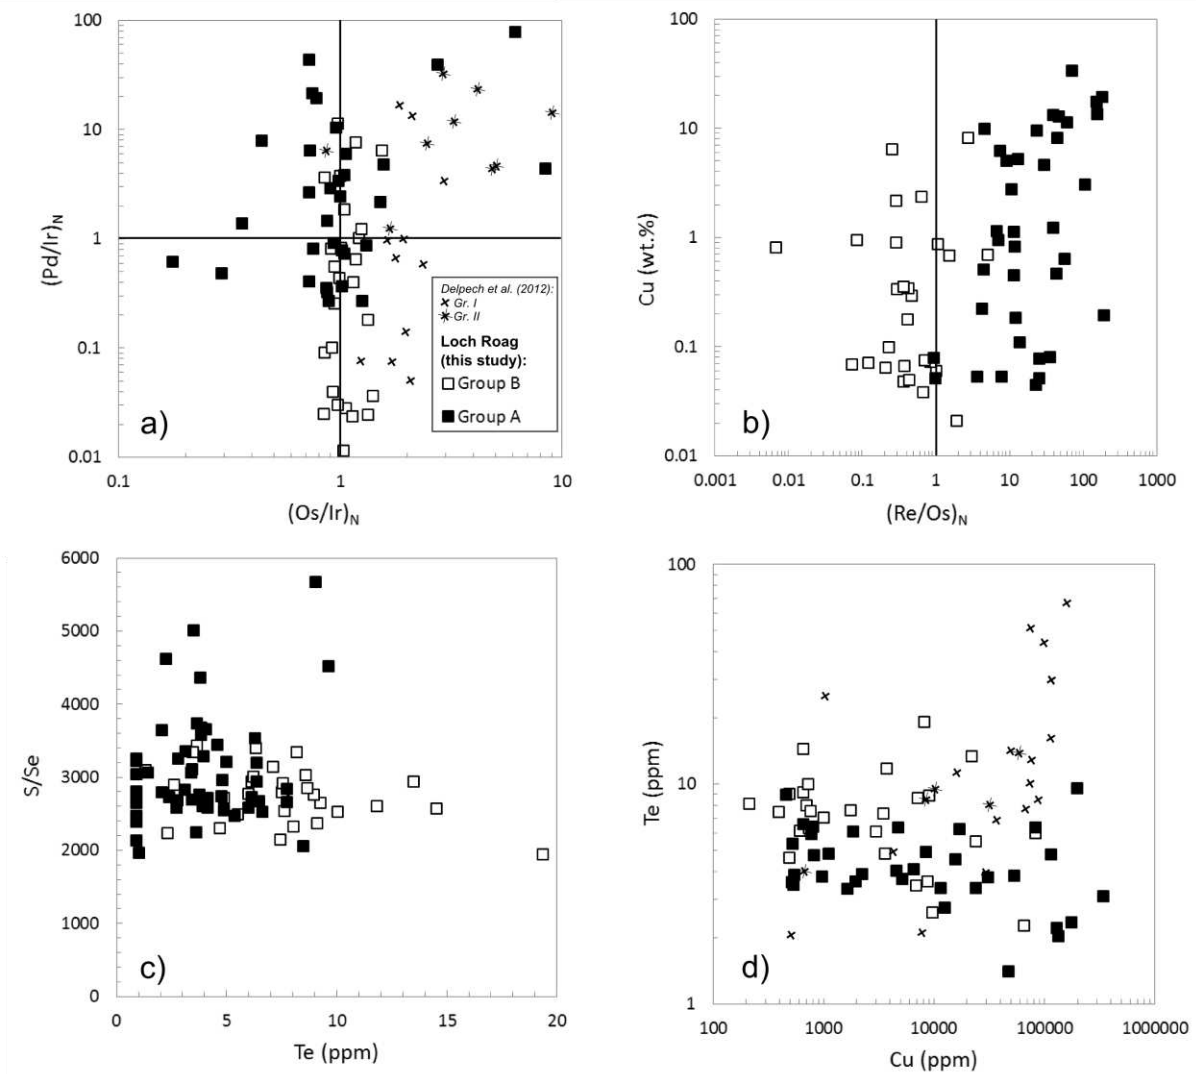 100
10
1
0.1
0.01
(Pd/Ir)N
0.1
1
10
(Os/Ir)N
a)
Delpech et al. (2012):
Gr. I
Gr. II
Loch Roag
(this study):
Group B
Group A
100
10
1
0.1
0.01
Cu (wt.%)
0.001
0.01
0.1
1
10
100
1000
(Re/Os)N
b)
6000
5000
4000
3000
2000
1000
0
S/Se
0
5
10
15
20
Te (ppm)
c)
100
10
1
Te (ppm)
100
1000
10000
100000
1000000
Cu (ppm)
d)